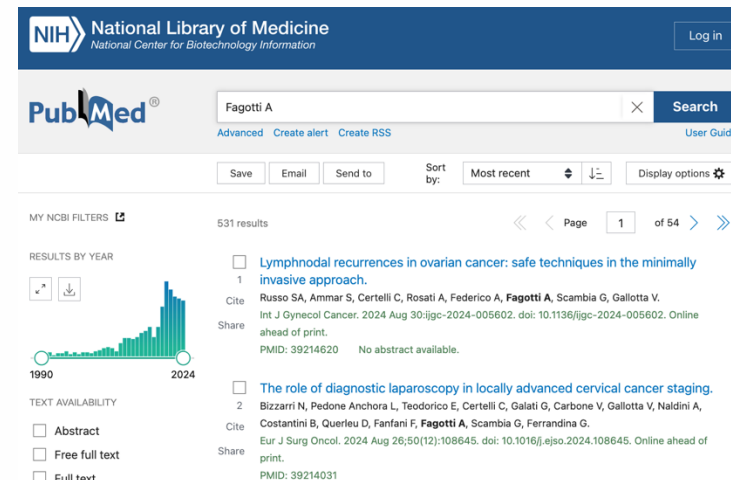 NIH
National Library of Medicine
National Center for Biotechnology Information
Log in
PubMed®
Fagotti A
Search
Advanced Create alert Create RSS
User Guid
Save Email Send to
Sort by:
Most recent
Display options
MY NCBI FILTERS
531 results
Page 1 of 54
RESULTS BY YEAR
1990 2024
TEXT AVAILABILITY
Abstract
Free full text
Full text
1
Cite
Share
Lymphnodal recurrences in ovarian cancer: safe techniques in the minimally
invasive approach.
Russo SA, Ammar S, Certelli C, Rosati A, Federico A, Fagotti A, Scambia G, Gallotta V.
Int J Gynecol Cancer. 2024 Aug 30:ijgc-2024-005602. doi: 10.1136/ijgc-2024-005602. Online
ahead of print.
PMID: 39214620 No abstract available.
2
Cite
Share
The role of diagnostic laparoscopy in locally advanced cervical cancer staging.
Bizzarri N, Pedone Anchora L, Teodorico E, Certelli C, Galati G, Carbone V, Gallotta V, Naldini A,
Costantini B, Querleu D, Fanfani F, Fagotti A, Scambia G, Ferrandina G.
Eur J Surg Oncol. 2024 Aug 26;50(12):108645. doi: 10.1016/j.ejso.2024.108645. Online ahead of
print.
PMID: 39214031